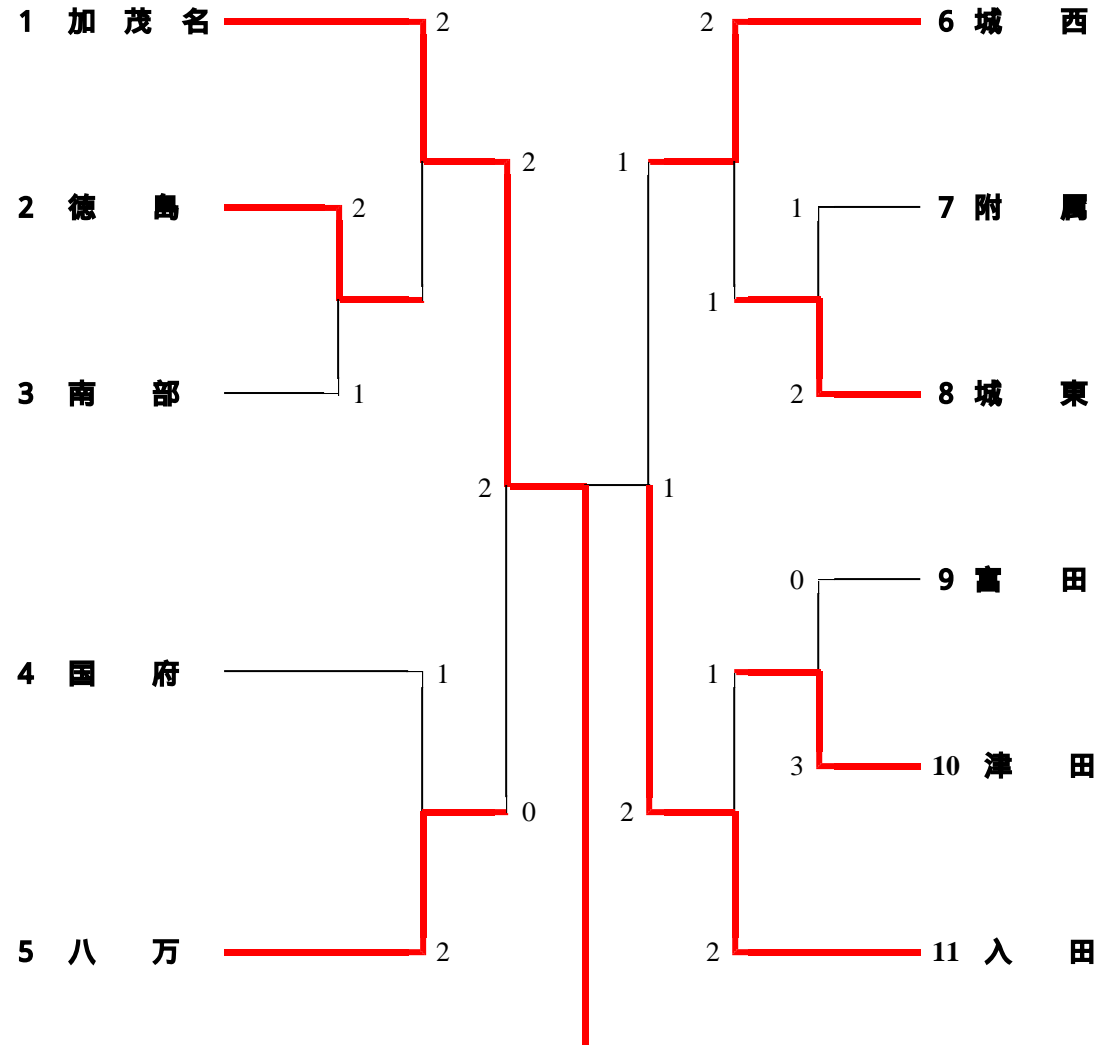 1 加 茂 名 2 2 6 城 西
2 1
2 徳 島 2 1 7 附 属
1
3 南 部 1 2 8 城 東
2 1
0 9 富 田
4 国 府 1 1
3 10 津 田
0 2
5 八 万 2 2 11 入 田